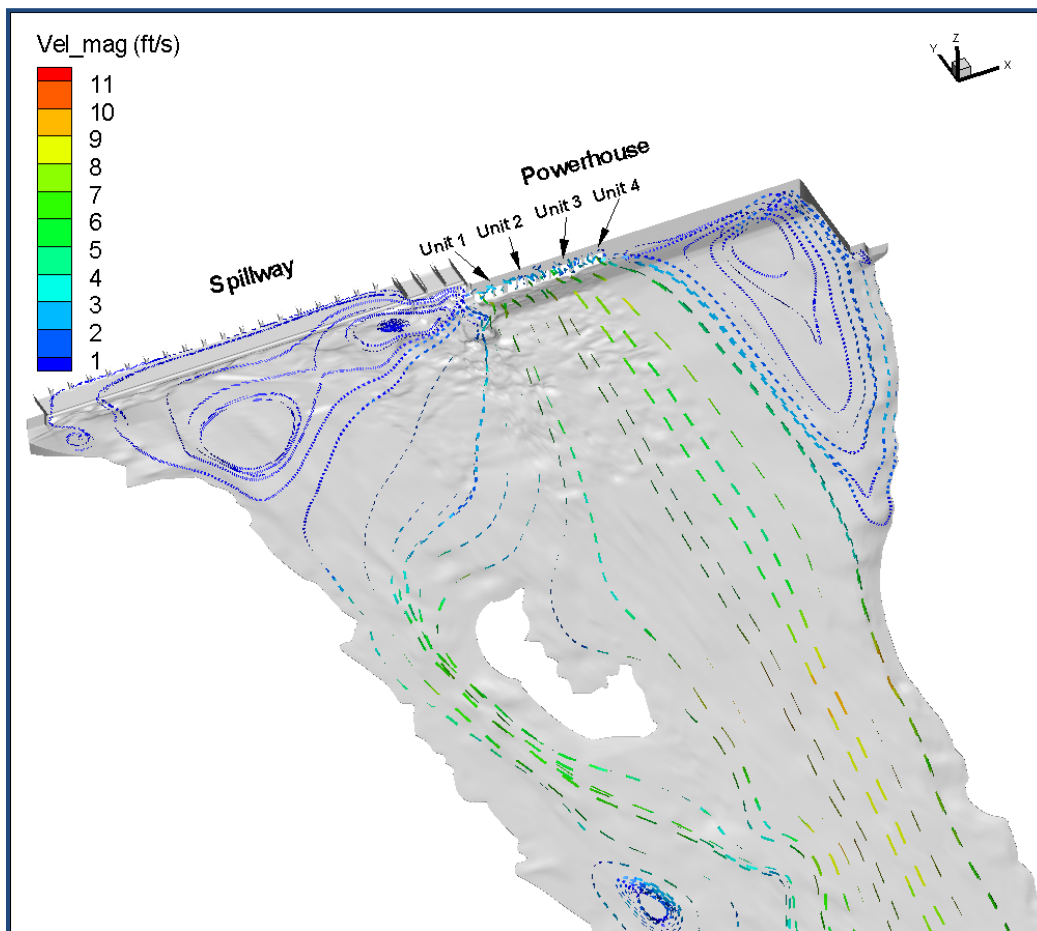 Vel_mag (ft/s)
11
10
9
8
7
6
5
4
3
2
1
Y
Z
X
Powerhouse
Unit 1
Unit 2
Unit 3
Unit 4
Spillway